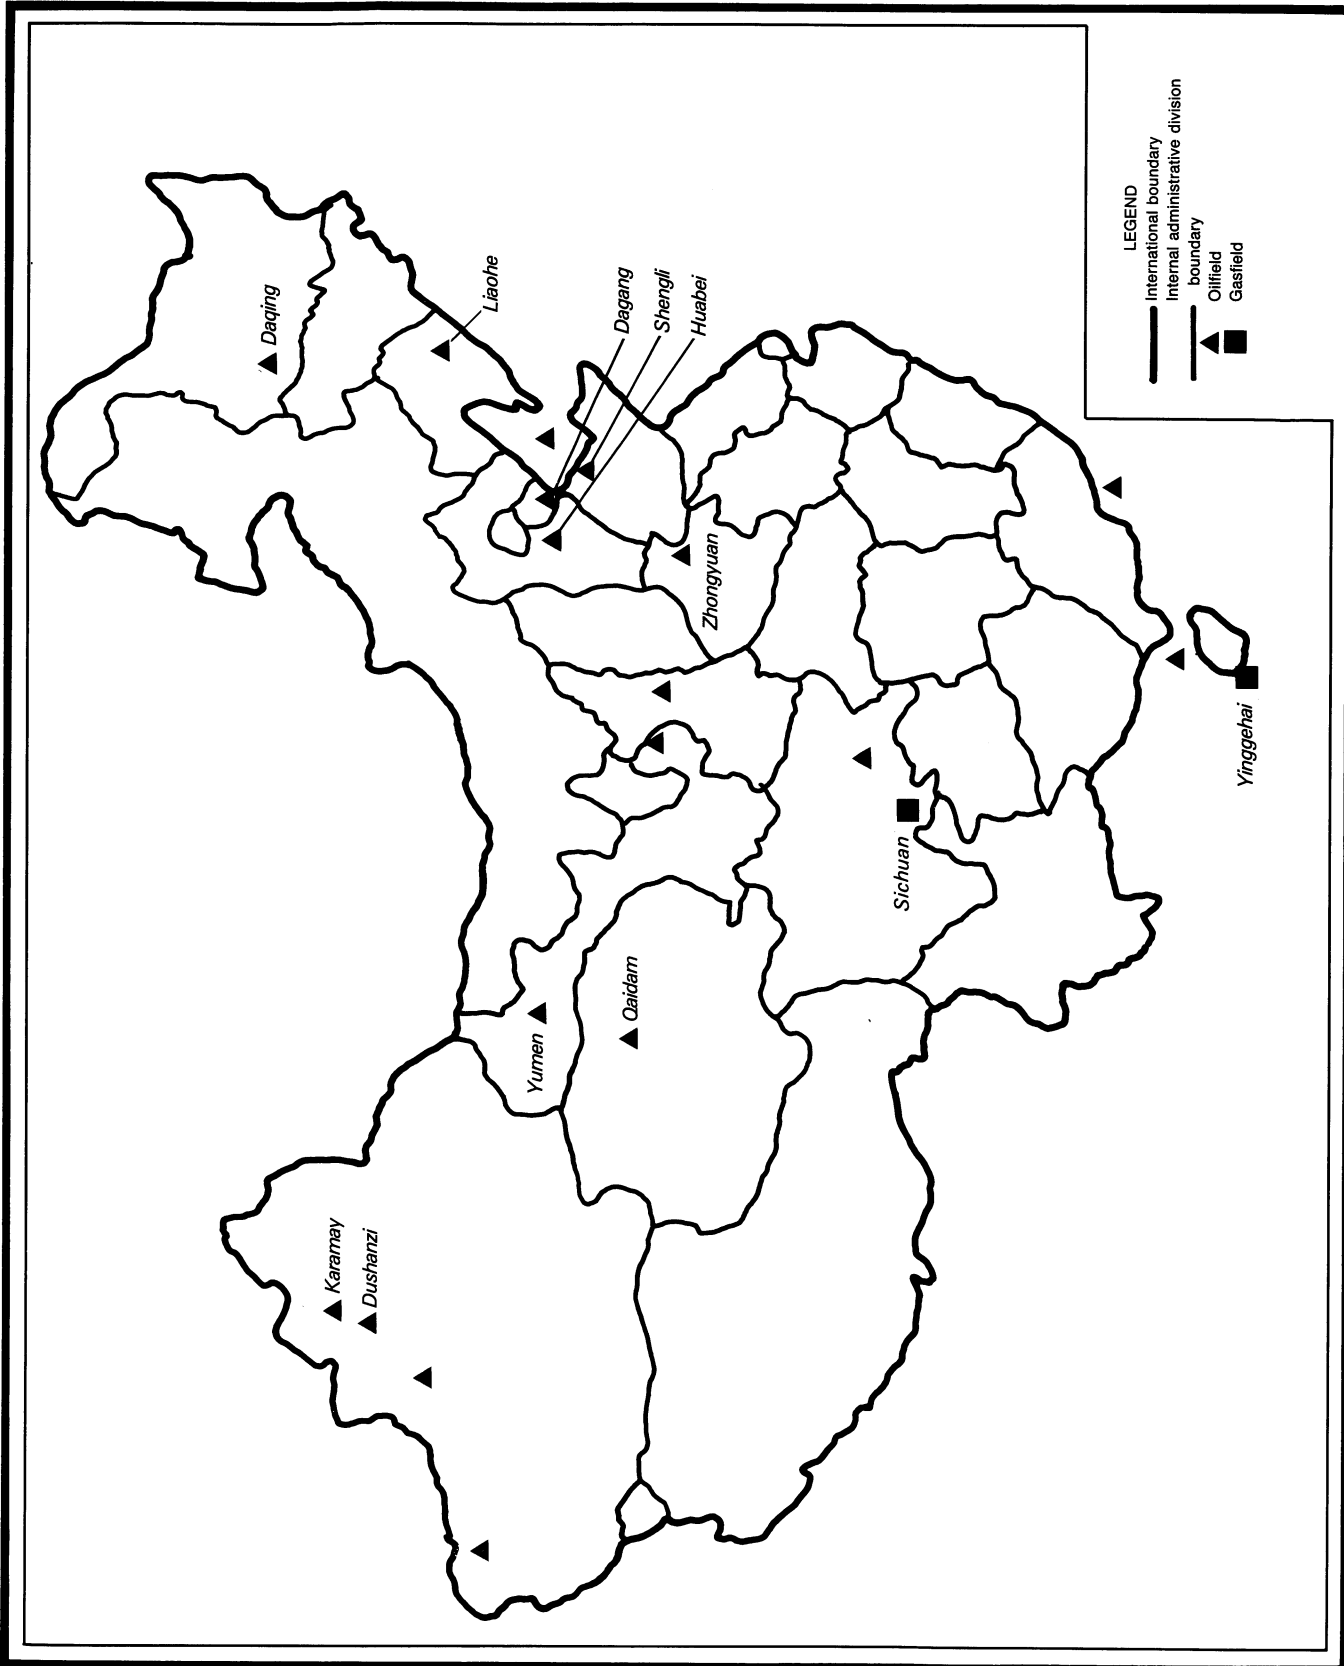 Karamay
Dushanzi
Yumen
Qaidam
Sichuan
Yinggehai
Zhongyuan
Daqing
Liaohe
Dagang
Shengli
Huabei
LEGEND
International boundary
Internal administrative division
boundary
Oilfield
Gasfield